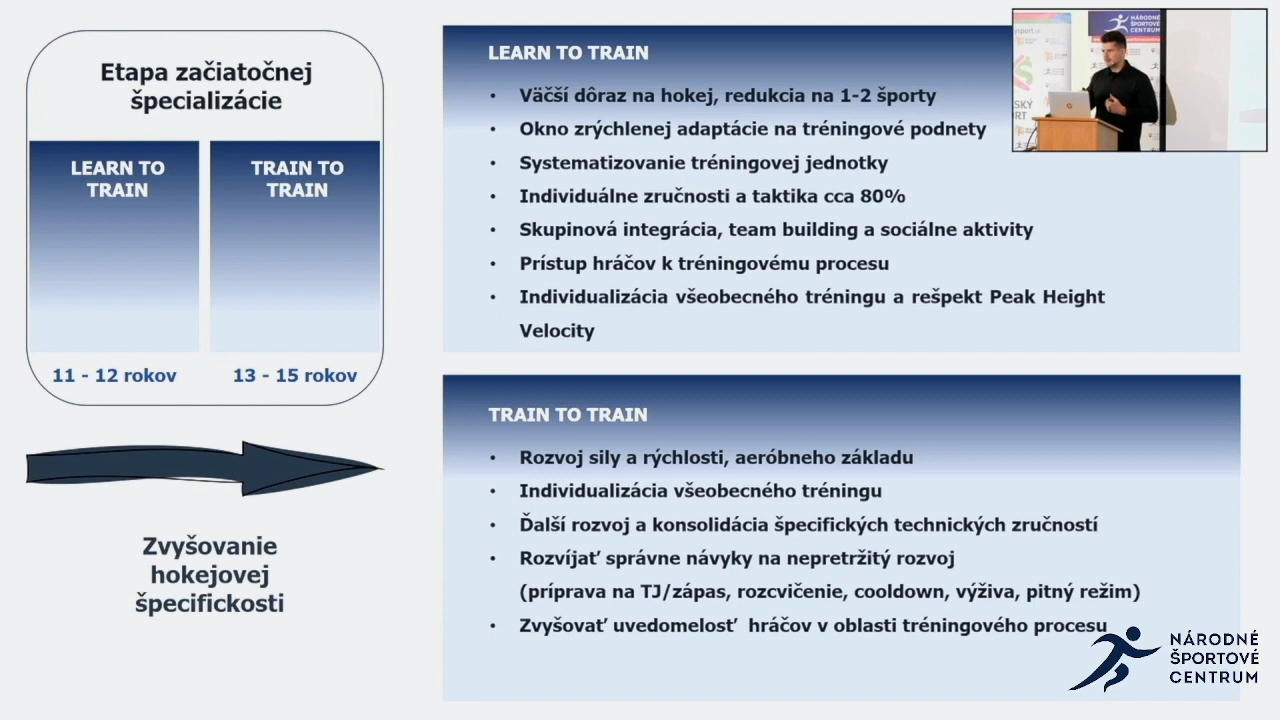 Etapa začiatočnej
špecializácie
LEARN TO
TRAIN
TRAIN TO
TRAIN
11 - 12 rokov
13 - 15 rokov
Zvyšovanie
hokejovej
špecifickosti
LEARN TO TRAIN
• Väčší dôraz na hokej, redukcia na 1-2 športy
• Okno zrýchlenej adaptácie na tréningové podnety
• Systematizovanie tréningovej jednotky
• Individuálne zručnosti a taktika cca 80%
• Skupinová integrácia, team building a sociálne aktivity
• Prístup hráčov k tréningovému procesu
• Individualizácia všeobecného tréningu a rešpekt Peak Height
Velocity
TRAIN TO TRAIN
• Rozvoj sily a rýchlosti, aeróbneho základu
• Individualizácia všeobecného tréningu
• Ďalší rozvoj a konsolidácia špecifických technických zručností
• Rozvíjať správne návyky na nepretržitý rozvoj
(príprava na TJ/zápas, rozcvičenie, cooldown, výživa, pitný režim)
• Zvyšovať uvedomelosť hráčov v oblasti tréningového procesu
NÁRODNÉ
ŠPORTOVÉ
CENTRUM
NÁRODNÉ
ŠPORTOVÉ
CENTRUM